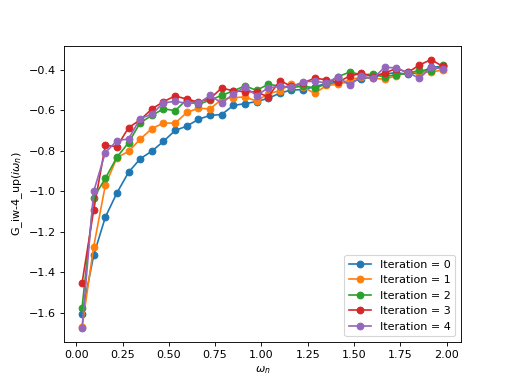 G_iw-4_up(iωn)
−0.4
−0.6
−0.8
−1.0
−1.2
−1.4
−1.6
Iteration = 0
Iteration = 1
Iteration = 2
Iteration = 3
Iteration = 4
0.00 0.25 0.50 0.75 1.00 1.25 1.50 1.75 2.00
ωn